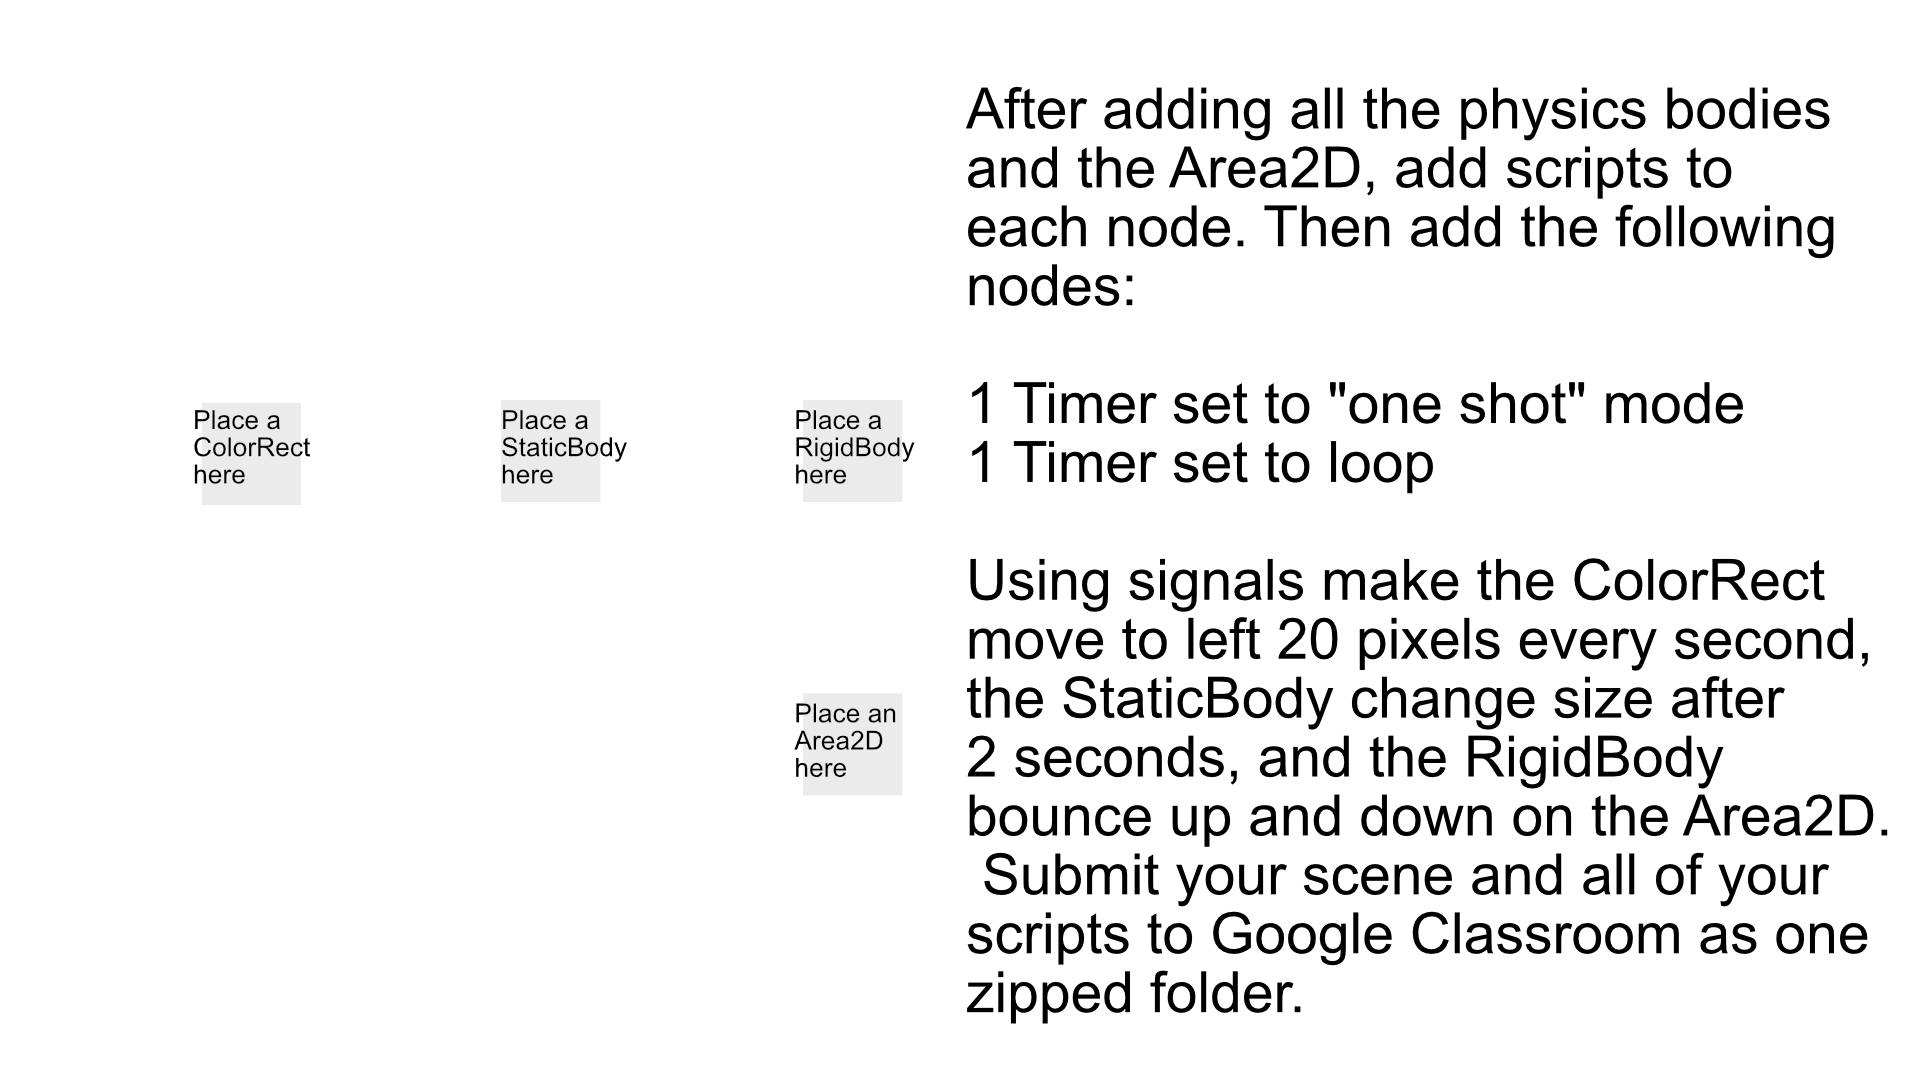 After adding all the physics bodies
and the Area2D, add scripts to
each node. Then add the following
nodes:
1 Timer set to "one shot" mode
1 Timer set to loop
Using signals make the ColorRect
move to left 20 pixels every second,
the StaticBody change size after
2 seconds, and the RigidBody
bounce up and down on the Area2D.
Submit your scene and all of your
scripts to Google Classroom as one
zipped folder.
Place a
ColorRect
here
Place a
StaticBody
here
Place a
RigidBody
here
Place an
Area2D
here